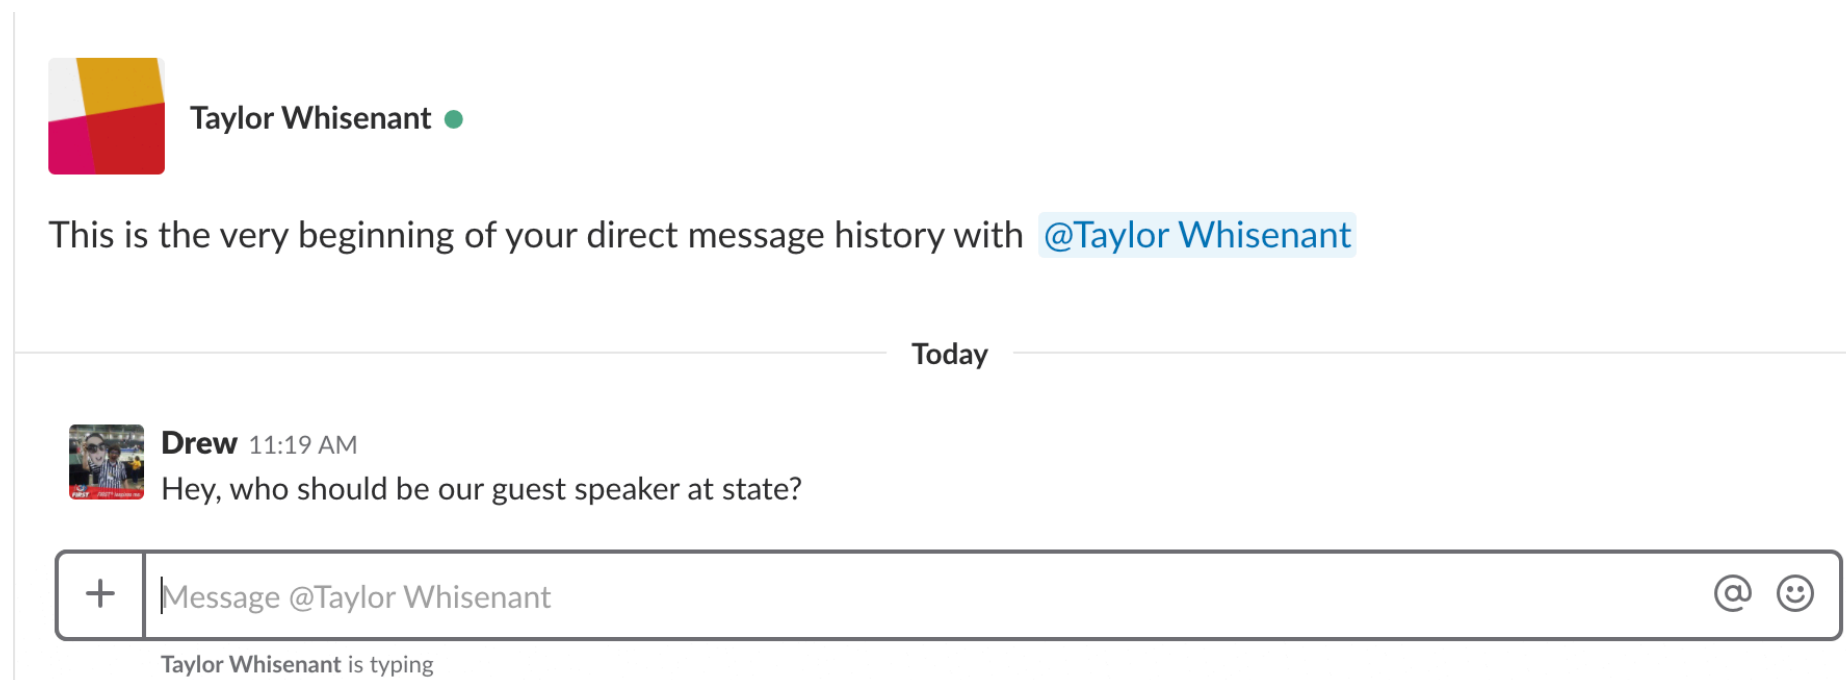 Taylor Whisenant
This is the very beginning of your direct message history with @Taylor Whisenant
Today
Drew 11:19 AM
Hey, who should be our guest speaker at state?
Message @Taylor Whisenant
Taylor Whisenant is typing